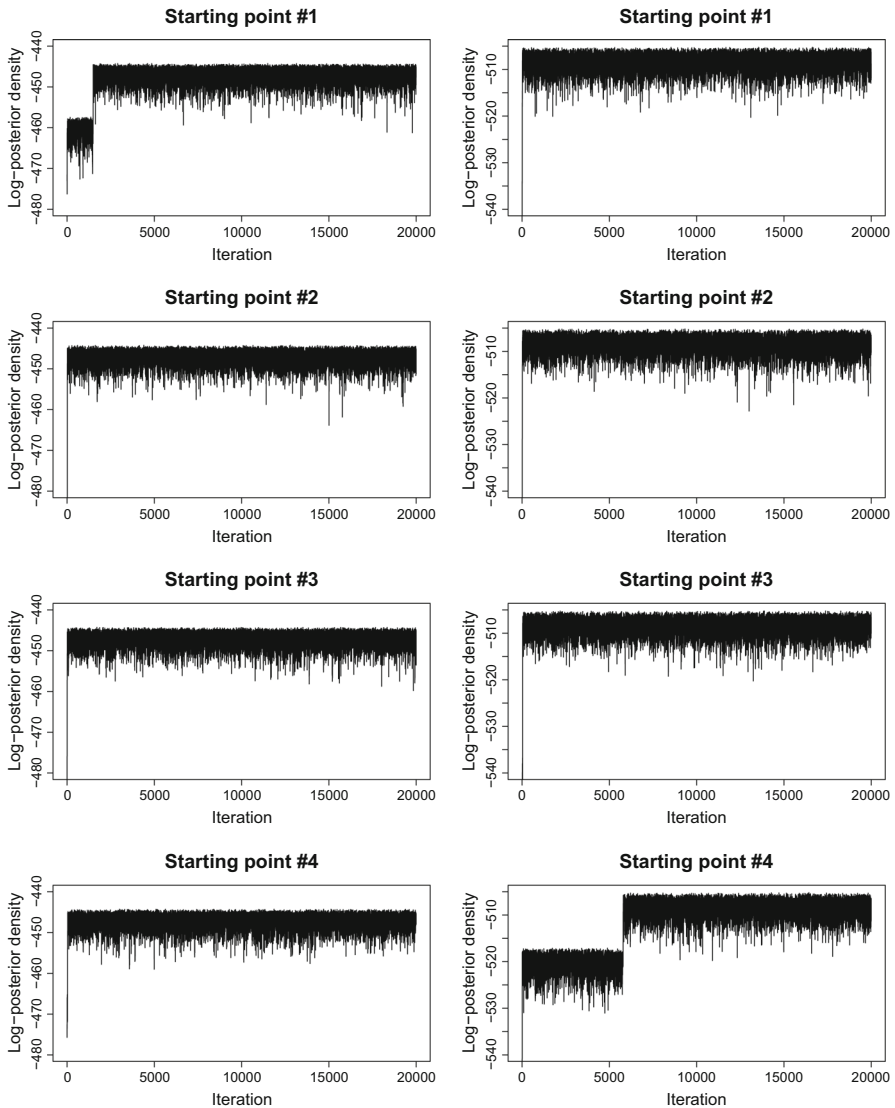 Starting point #1
Log−posterior density
−440
−450
−460
−470
−480
0 5000 10000 15000 20000
Iteration
Starting point #1
Log−posterior density
−510
−520
−530
−540
0 5000 10000 15000 20000
Iteration
Starting point #2
Log−posterior density
−440
−450
−460
−470
−480
0 5000 10000 15000 20000
Iteration
Starting point #2
Log−posterior density
−510
−520
−530
−540
0 5000 10000 15000 20000
Iteration
Starting point #3
Log−posterior density
−440
−450
−460
−470
−480
0 5000 10000 15000 20000
Iteration
Starting point #3
Log−posterior density
−510
−520
−530
−540
0 5000 10000 15000 20000
Iteration
Starting point #4
Log−posterior density
−440
−450
−460
−470
−480
0 5000 10000 15000 20000
Iteration
Starting point #4
Log−posterior density
−510
−520
−530
−540
0 5000 10000 15000 20000
Iteration